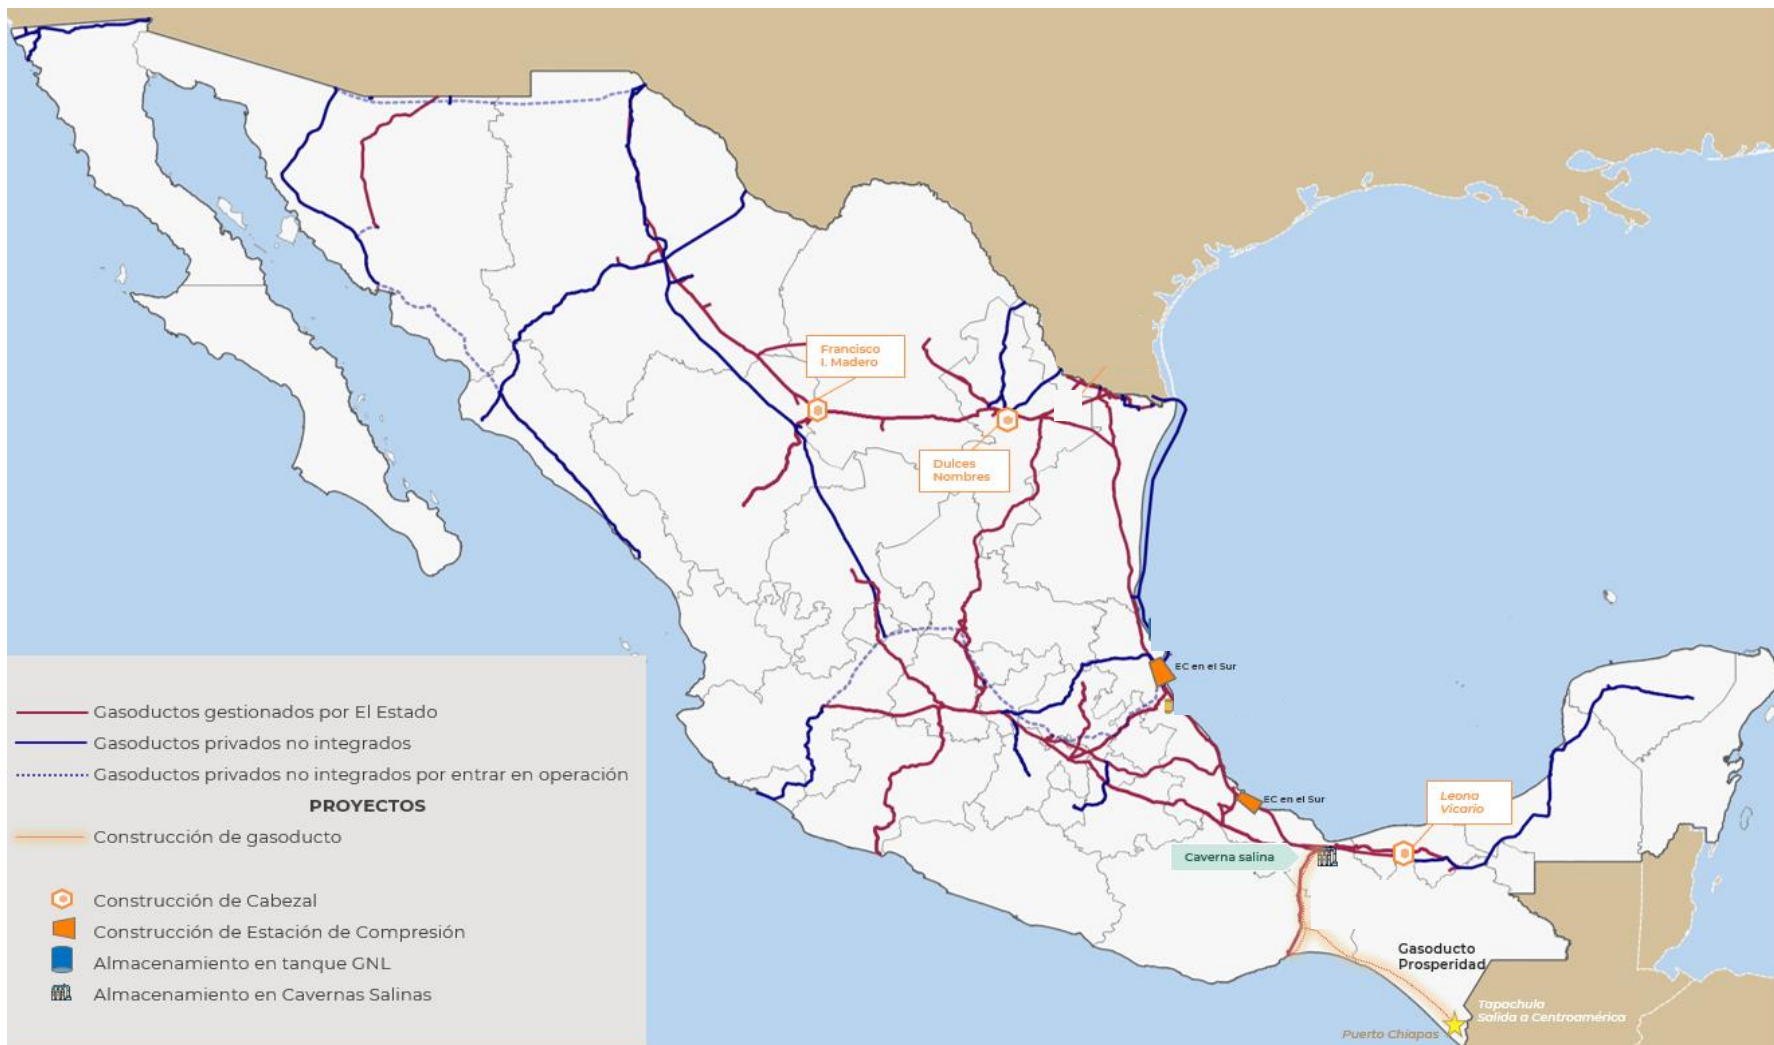 Francisco
I. Madero
Dulces
Nombres
EC en el Sur
EC en el Sur
Leona
Vicario
Caverna salina
Gasoducto
Prosperidad
Tapachula
Salida a Centroamérica
Puerto Chiapas
Gasoductos gestionados por El Estado
Gasoductos privados no integrados
Gasoductos privados no integrados por entrar en operación
PROYECTOS
Construcción de gasoducto
Construcción de Cabezal
Construcción de Estación de Compresión
Almacenamiento en tanque GNL
Almacenamiento en Cavernas Salinas